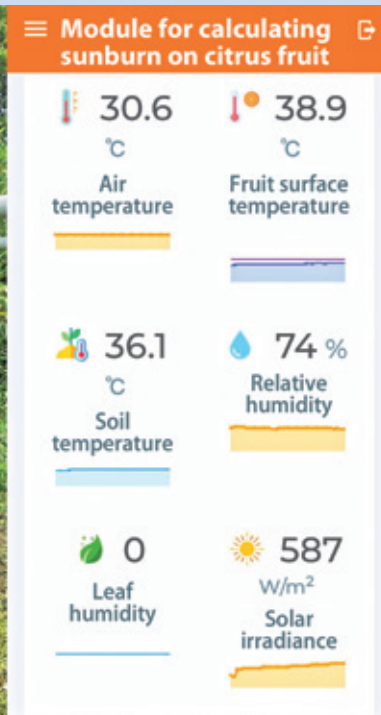 Module for calculating
sunburn on citrus fruit
30.6
°C
Air
temperature
38.9
°C
Fruit surface
temperature
36.1
°C
Soil
temperature
74 %
Relative
humidity
0
Leaf
humidity
587
W/m²
Solar
irradiance